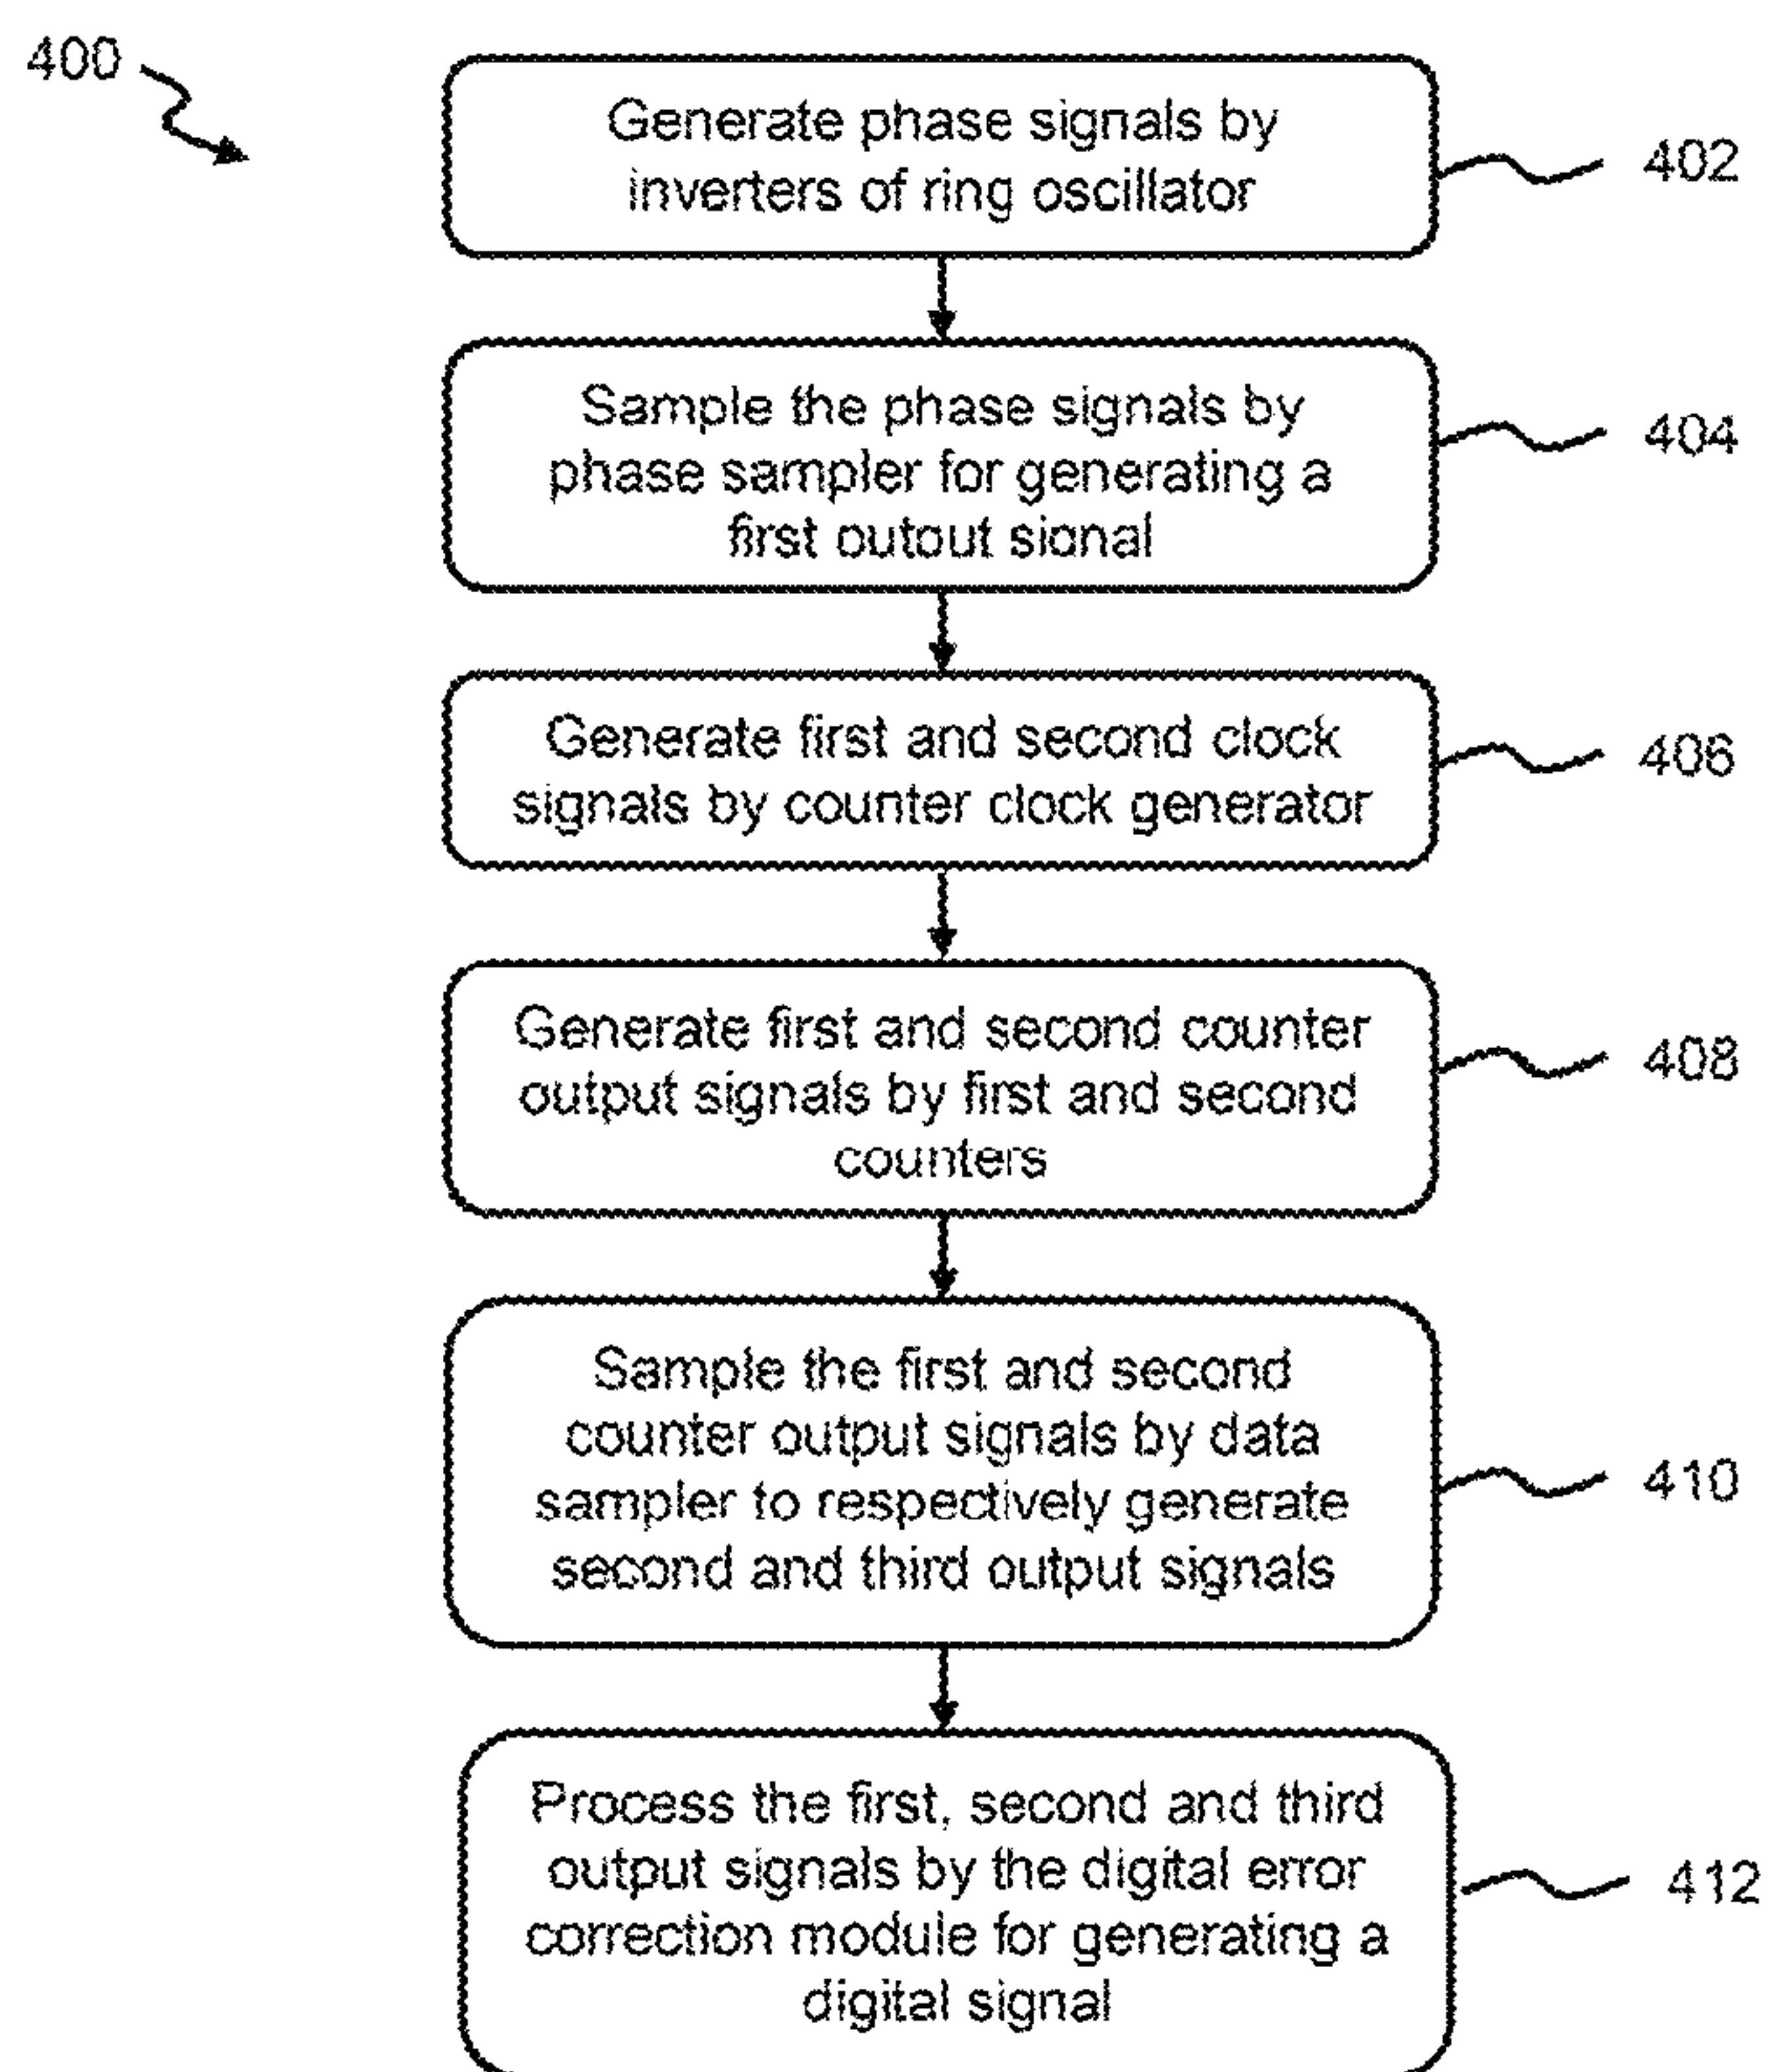 400
Generate phase signals by
inverters of ring oscillator
402
Sample the phase signals by
phase sampler for generating a
first output signal
404
Generate first and second clock
signals by counter clock generator
406
Generate first and second counter
output signals by first and second
counters
408
Sample the first and second
counter output signals by data
sampler to respectively generate
second and third output signals
410
Process the first, second and third
output signals by the digital error
correction module for generating a
digital signal
412